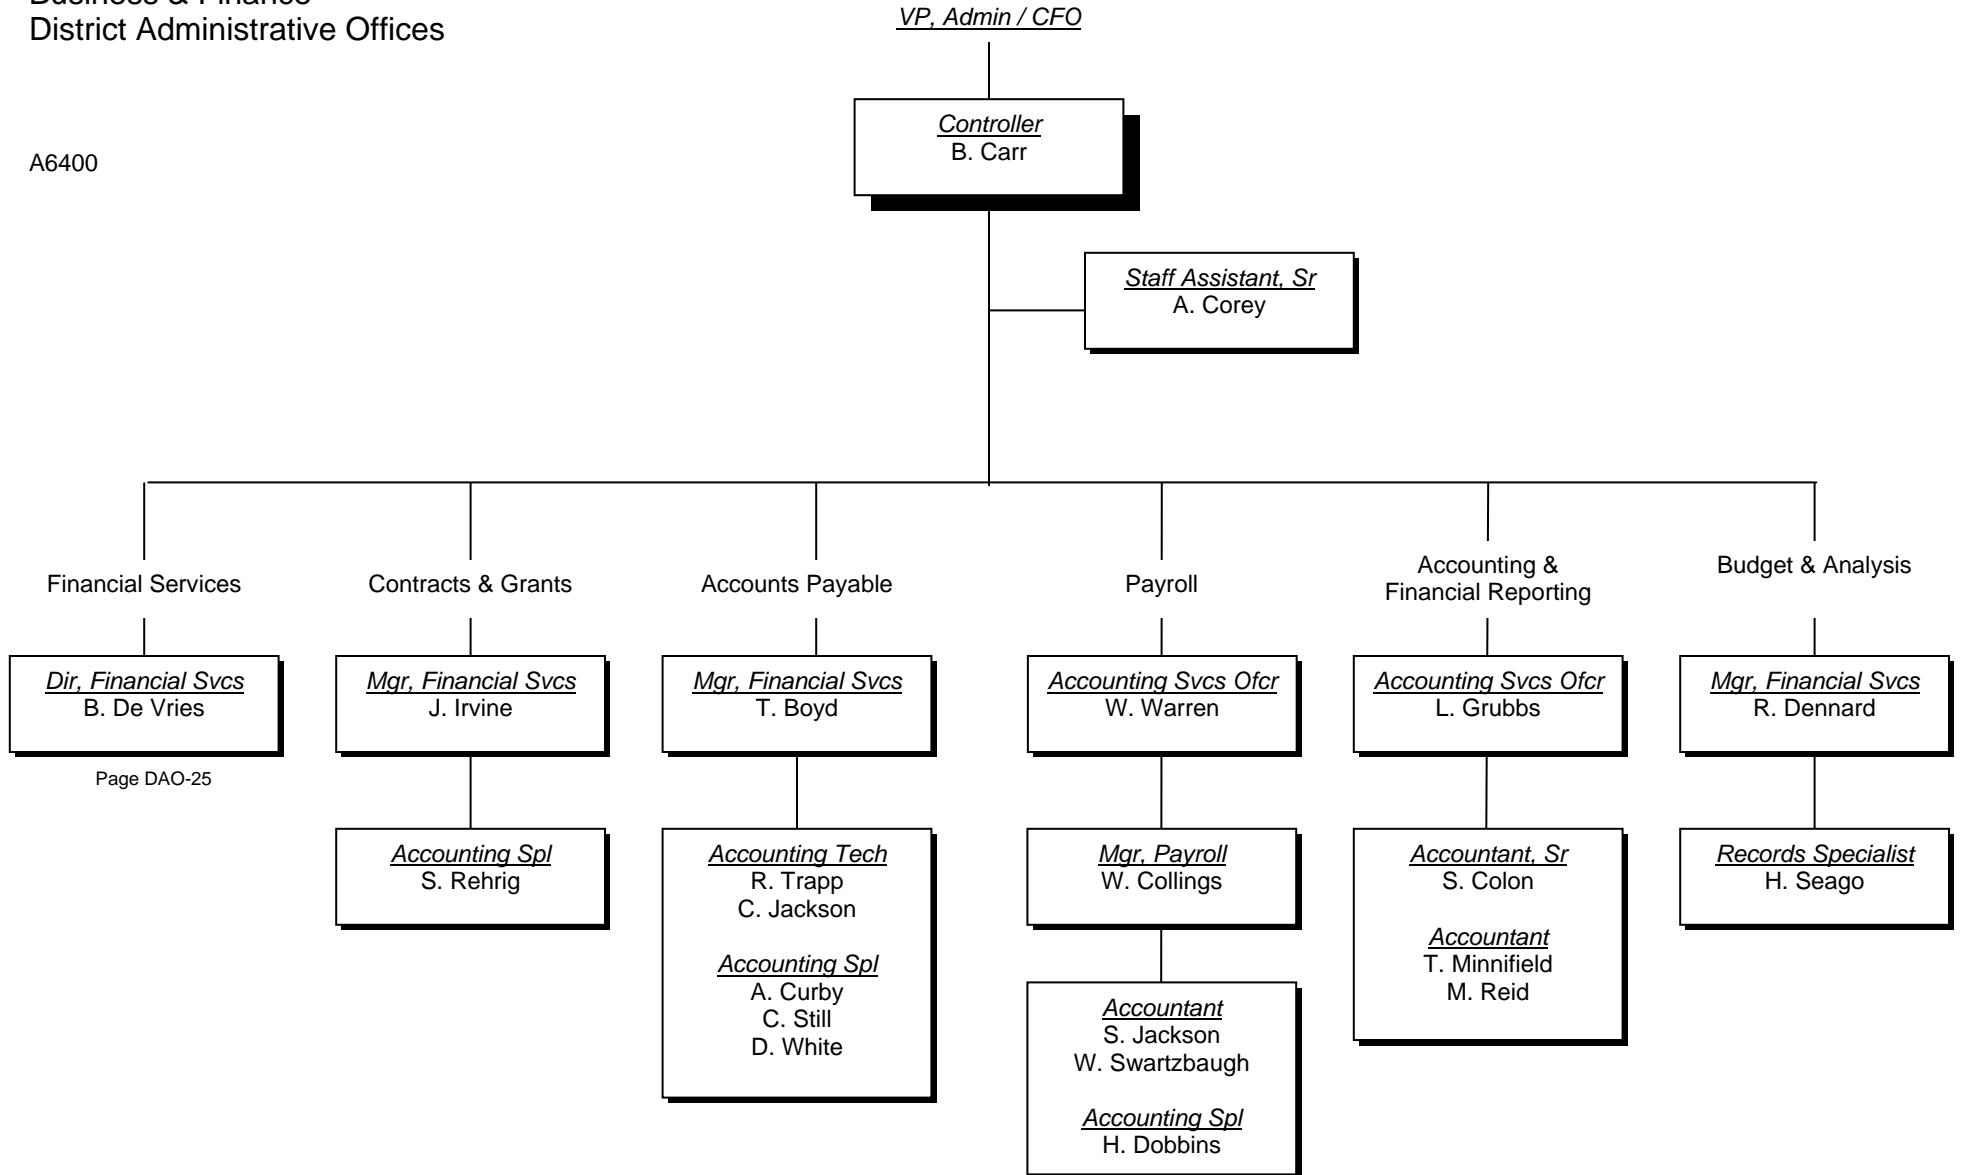 Business & Finance
District Administrative Offices
VP, Admin / CFO
A6400
Controller
B. Carr
Staff Assistant, Sr
A. Corey
Financial Services
Dir, Financial Svcs
B. De Vries
Page DAO-25
Contracts & Grants
Mgr, Financial Svcs
J. Irvine
Accounting Spl
S. Rehrig
Accounts Payable
Mgr, Financial Svcs
T. Boyd
Accounting Tech
R. Trapp
C. Jackson
Accounting Spl
A. Curby
C. Still
D. White
Payroll
Accounting Svcs Ofcr
W. Warren
Mgr, Payroll
W. Collings
Accountant
S. Jackson
W. Swartzbaugh
Accounting Spl
H. Dobbins
Accounting &
Financial Reporting
Accounting Svcs Ofcr
L. Grubbs
Accountant, Sr
S. Colon
Accountant
T. Minnifield
M. Reid
Budget & Analysis
Mgr, Financial Svcs
R. Dennard
Records Specialist
H. Seago